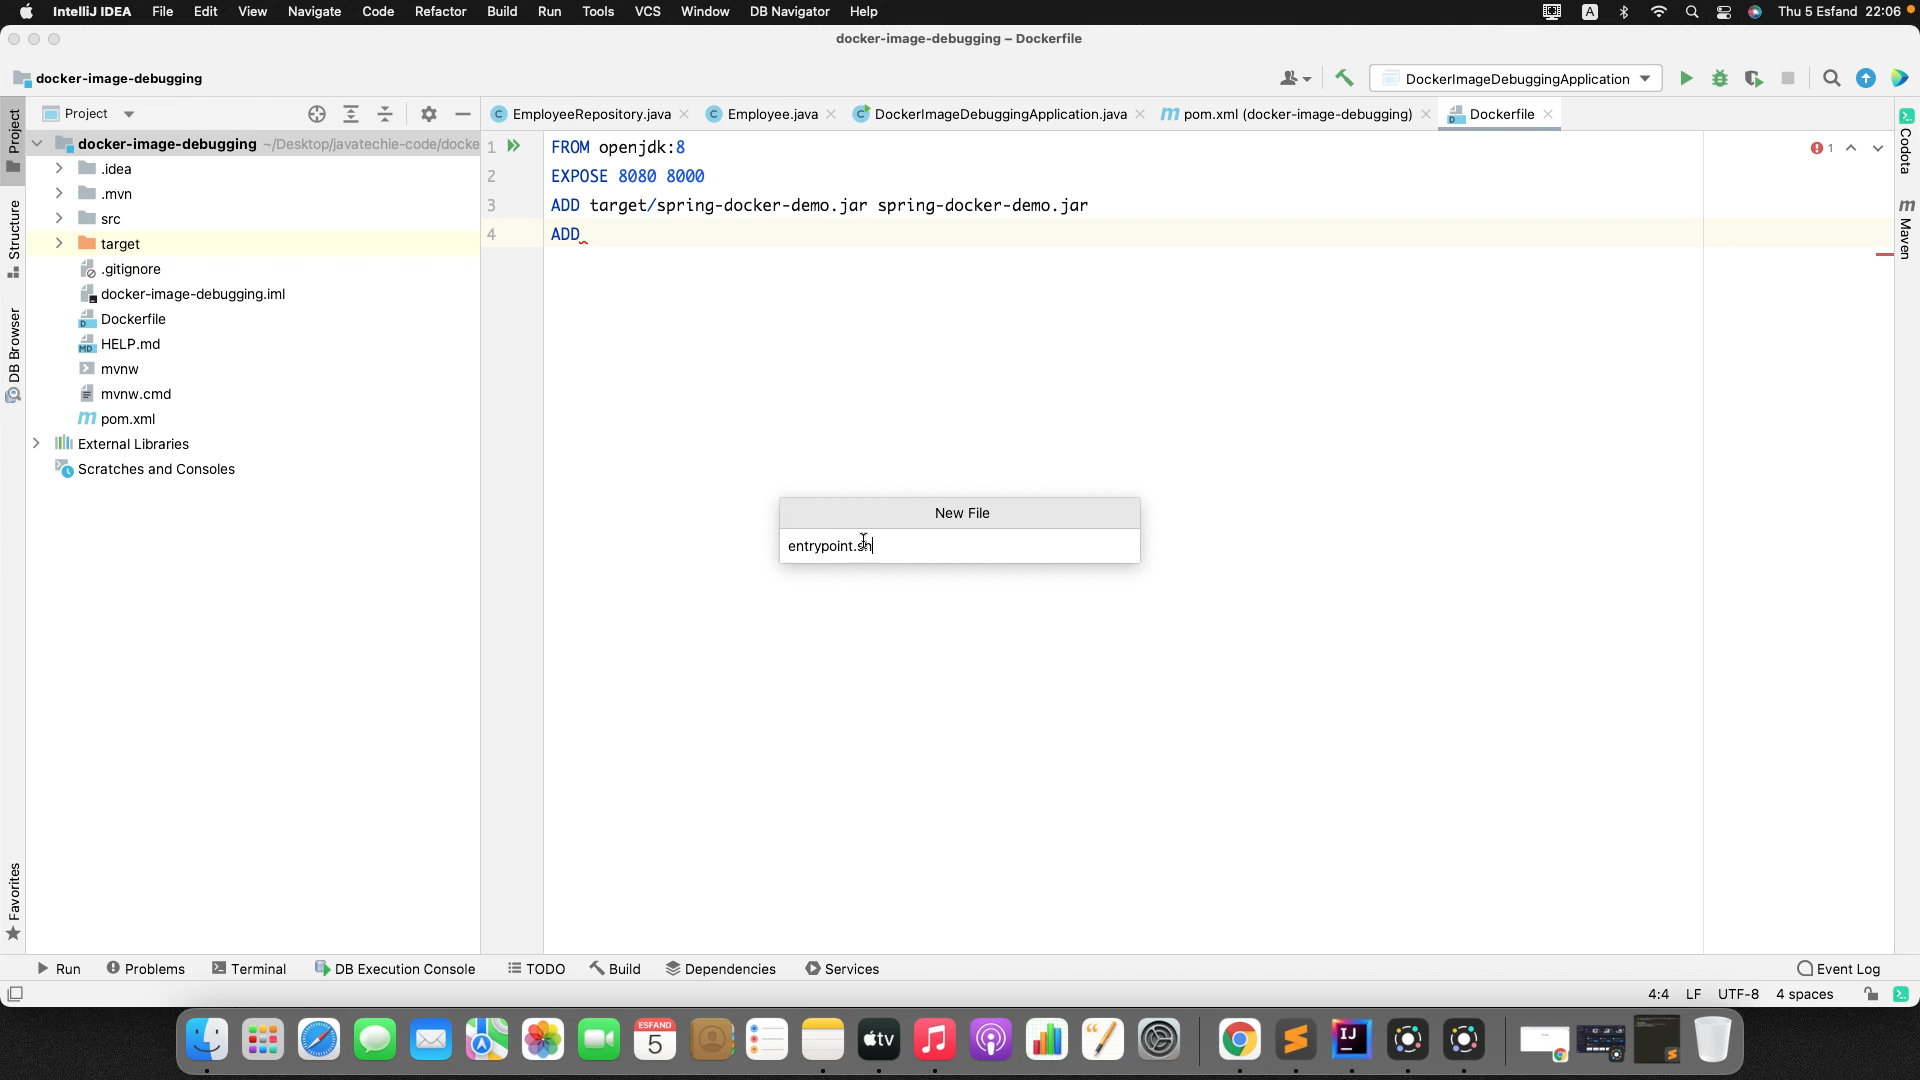 IntelliJ IDEA File Edit View Navigate Code Refactor Build Run Tools VCS Window DB Navigator Help A Thu 5 Esfand 22:06
docker-image-debugging – Dockerfile
docker-image-debugging DockerImageDebuggingApplication
Project EmployeeRepository.java Employee.java DockerImageDebuggingApplication.java pom.xml (docker-image-debugging) Dockerfile
docker-image-debugging ~/Desktop/javatechie-code/docke
.idea
.mvn
src
target
.gitignore
docker-image-debugging.iml
Dockerfile
HELP.md
mvnw
mvnw.cmd
pom.xml
External Libraries
Scratches and Consoles
1 FROM openjdk:8
2 EXPOSE 8080 8000
3 ADD target/spring-docker-demo.jar spring-docker-demo.jar
4 ADD
1
New File
entrypoint.sh
Project
Structure
DB Browser
Favorites
Codota
Maven
Run Problems Terminal DB Execution Console TODO Build Dependencies Services Event Log
4:4 LF UTF-8 4 spaces
ESFAND
5
tv
IJ